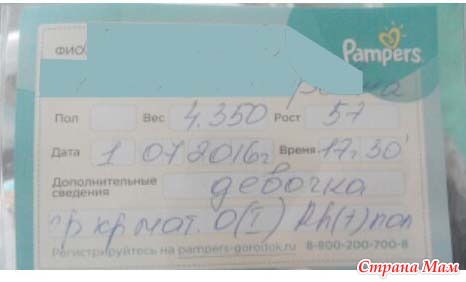 ФИО
Pampers
Пол Вес 4.350 Рост 57
Дата 1 07 2016г Время 17ч 30'
Дополнительные сведения девочка
гр кр мат. O(I) Rh(+) пол
Регистрируйтесь на pampers-gorodok.ru 8-800-200-700-8
Страна Мам